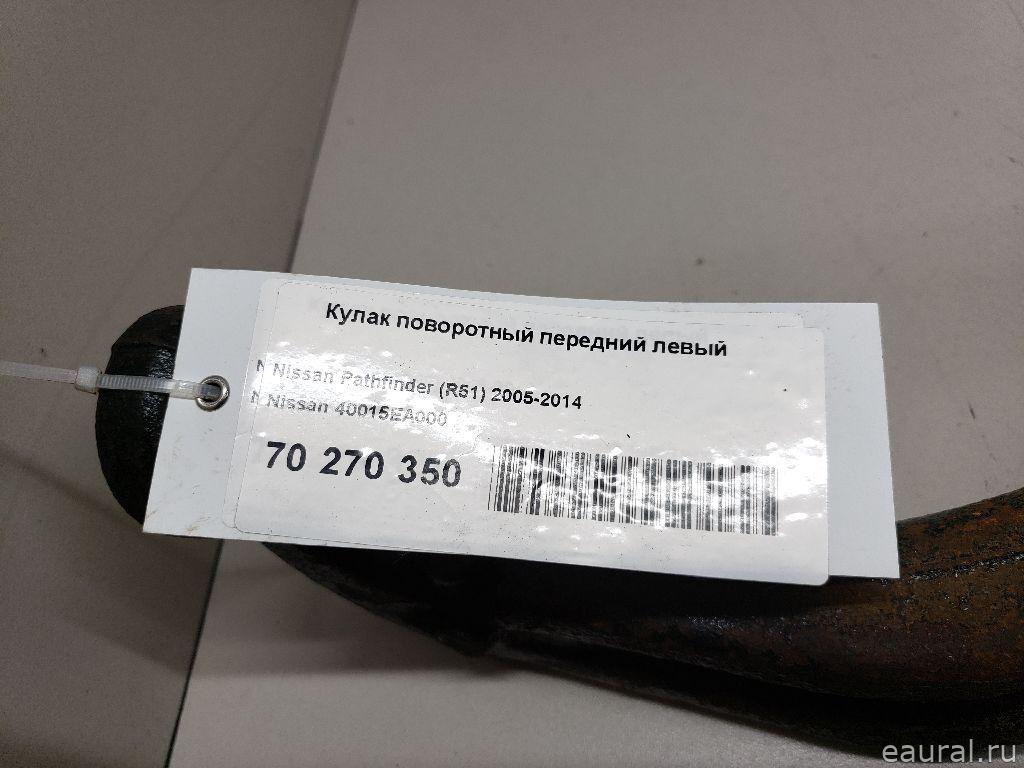 Кулак поворотный передний левый
Nissan Pathfinder (R51) 2005-2014
Nissan 40015EA000
70 270 350
eaural.ru